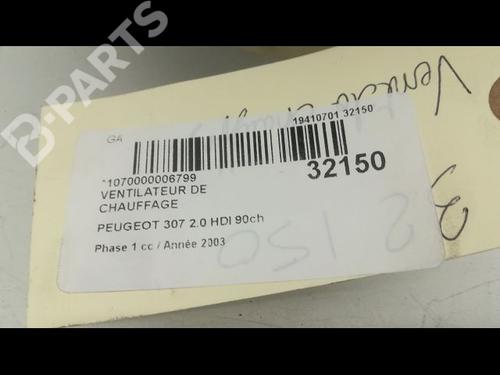 B-PARTS
GA
19410701 32150
32150
*1070000006799
VENTILATEUR DE
CHAUFFAGE
PEUGEOT 307 2.0 HDI 90ch
Phase 1 cc / Année 2003
32150